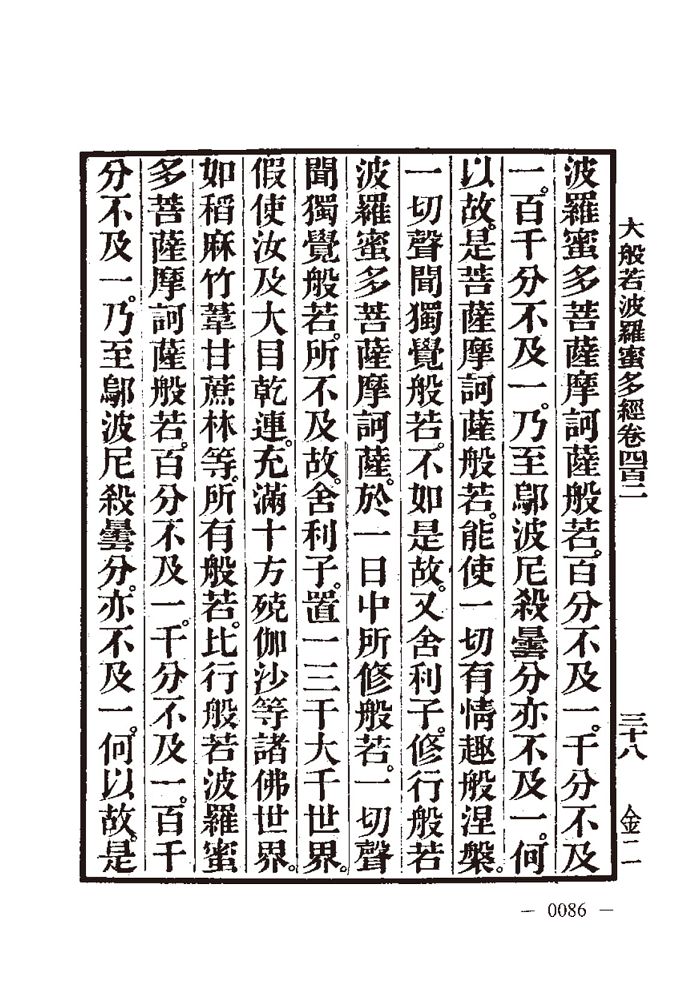 大般若波羅蜜多經卷四百二
三十八
金二
波羅蜜多菩薩摩訶薩般若。百分不及一。千分不及
一。百千分不及一。乃至鄔波尼殺曇分亦不及一。何
以故。是菩薩摩訶薩般若。能使一切有情趣般涅槃。
一切聲聞獨覺般若。不如是故。又舍利子。修行般若
波羅蜜多菩薩摩訶薩。於一日中所修般若。一切聲
聞獨覺般若。所不及故。舍利子。置一三千大千世界。
假使汝及大目乾連。充滿十方殑伽沙等諸佛世界。
如稻麻竹葦甘蔗林等。所有般若。比行般若波羅蜜
多菩薩摩訶薩般若。百分不及一。千分不及一。百千
分不及一。乃至鄔波尼殺曇分。亦不及一。何以故。是
— 0086 —